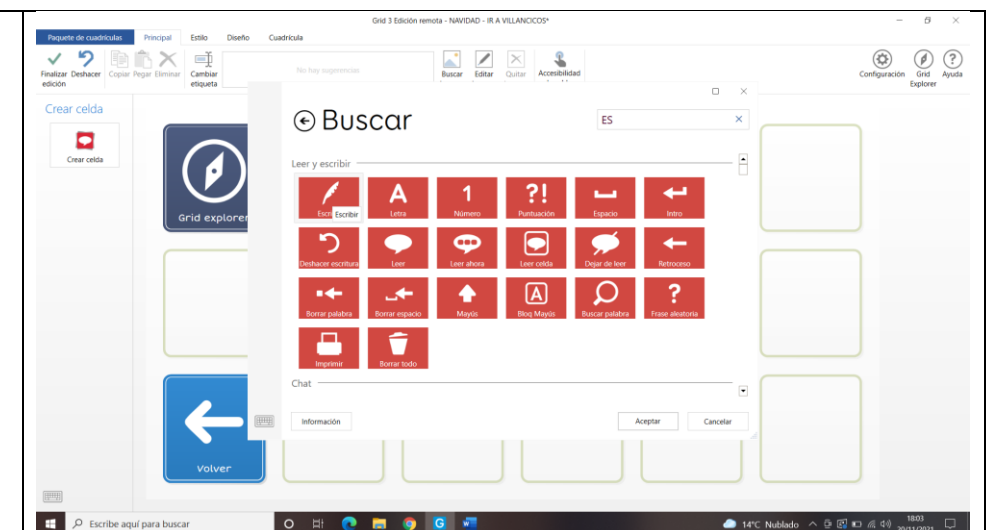 Grid 3 Edición remota - NAVIDAD - IR A VILLANCICOS*
Paquete de cuadrículas Principal Estilo Diseño Cuadrícula
Finalizar edición Deshacer Copiar Pegar Eliminar Cambiar etiqueta
No hay sugerencias
Buscar Editar Quitar Accesibilidad
Configuración Grid Explorer Ayuda
Crear celda
Crear celda
Grid explorer
Volver
Buscar
ES
Leer y escribir
Escribir Letra Número Puntuación Espacio Intro
Deshacer escritura Leer Leer ahora Leer celda Dejar de leer Retroceso
Borrar palabra Borrar espacio Mayús Bloq Mayús Buscar palabra Frase aleatoria
Imprimir Borrar todo
Chat
Información Aceptar Cancelar
Escribe aquí para buscar
14°C Nublado
18:03